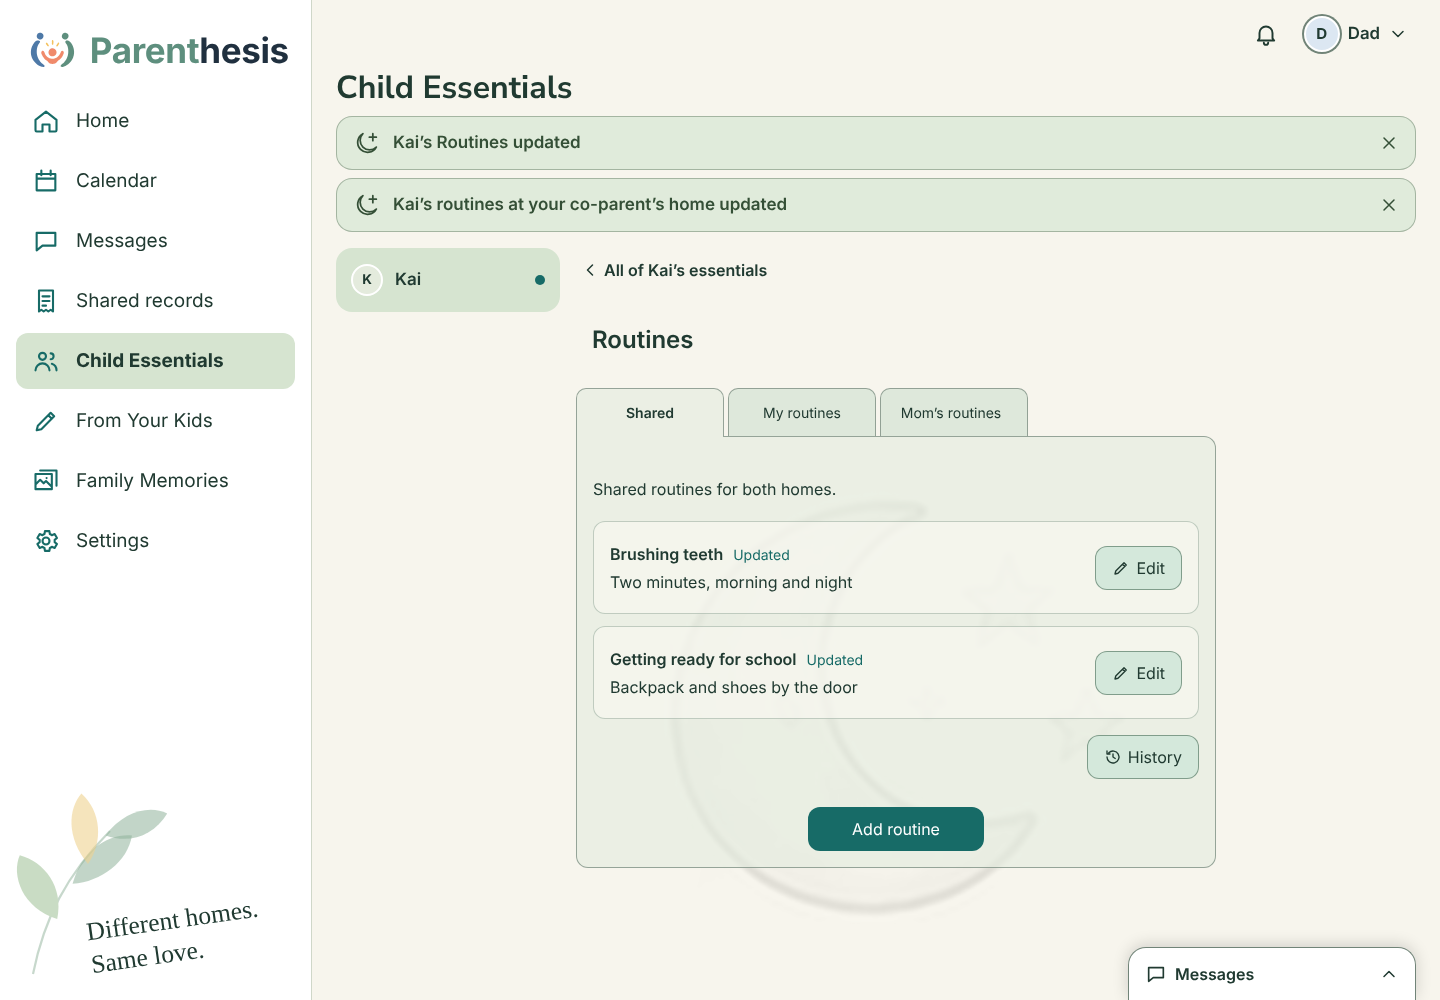 Parenthesis
Home
Calendar
Messages
Shared records
Child Essentials
From Your Kids
Family Memories
Settings
Different homes.
Same love.
D Dad
Child Essentials
Kai’s Routines updated
Kai’s routines at your co-parent’s home updated
K Kai
All of Kai’s essentials
Routines
Shared My routines Mom’s routines
Shared routines for both homes.
Brushing teeth Updated
Two minutes, morning and night
Edit
Getting ready for school Updated
Backpack and shoes by the door
Edit
History
Add routine
Messages